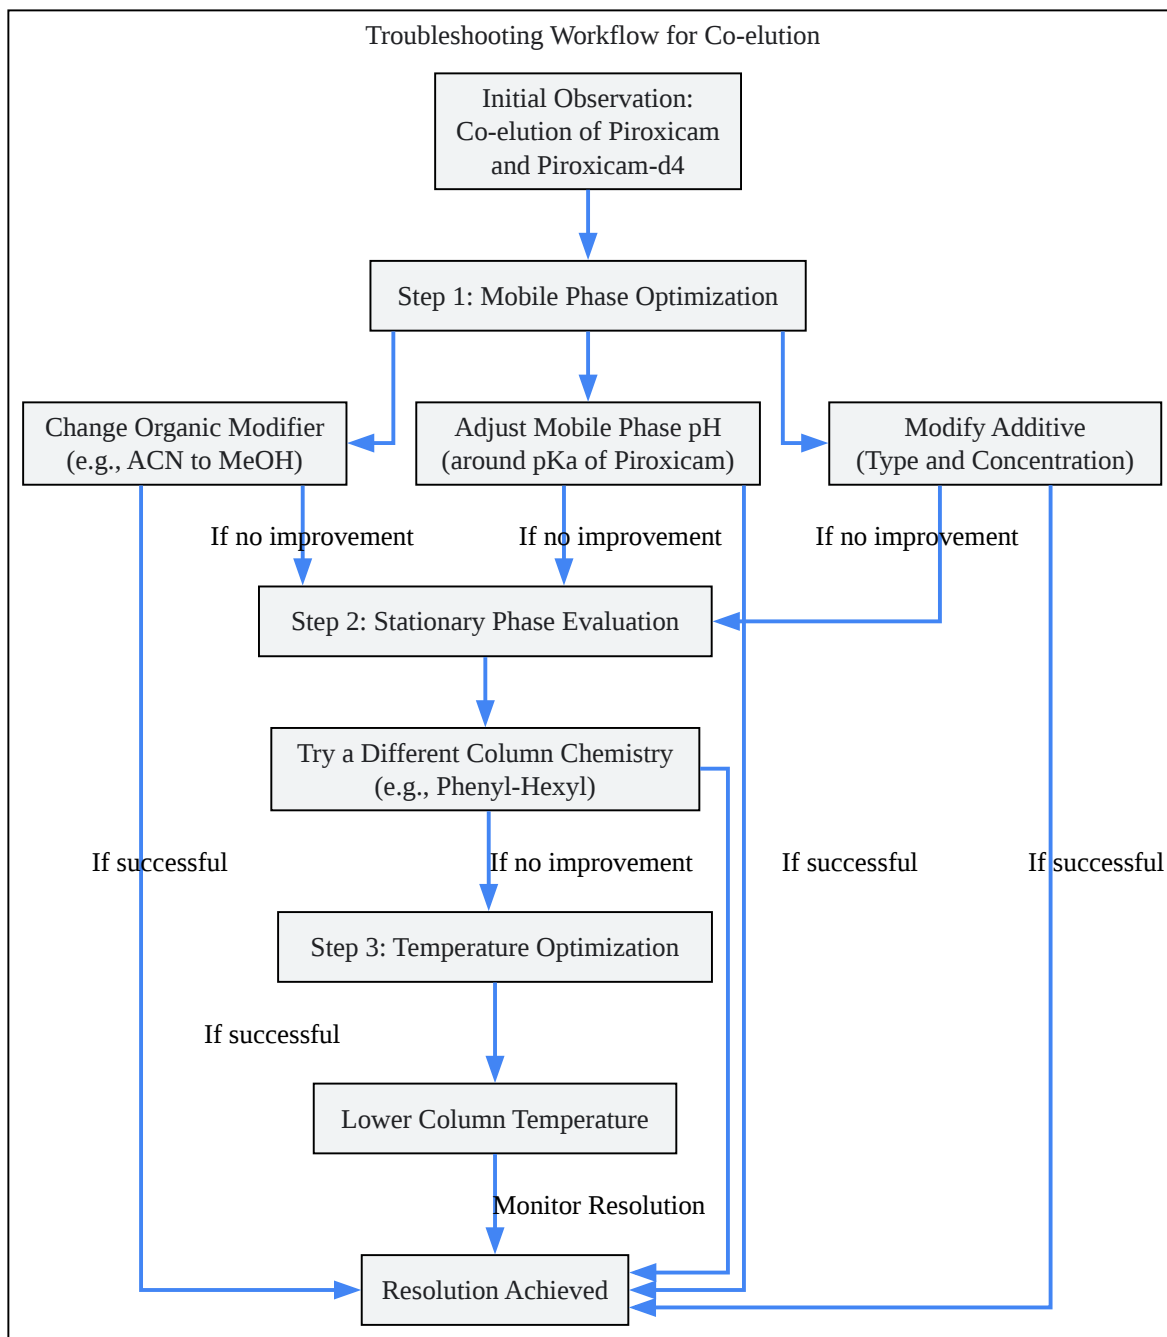 Troubleshooting Workflow for Co-elution
Initial Observation:
Co-elution of Piroxicam
and Piroxicam-d4
Step 1: Mobile Phase Optimization
Change Organic Modifier
(e.g., ACN to MeOH)
Adjust Mobile Phase pH
(around pKa of Piroxicam)
Modify Additive
(Type and Concentration)
If no improvement
If no improvement
If no improvement
Step 2: Stationary Phase Evaluation
Try a Different Column Chemistry
(e.g., Phenyl-Hexyl)
If successful
If no improvement
If successful
If successful
Step 3: Temperature Optimization
If successful
Lower Column Temperature
Monitor Resolution
Resolution Achieved